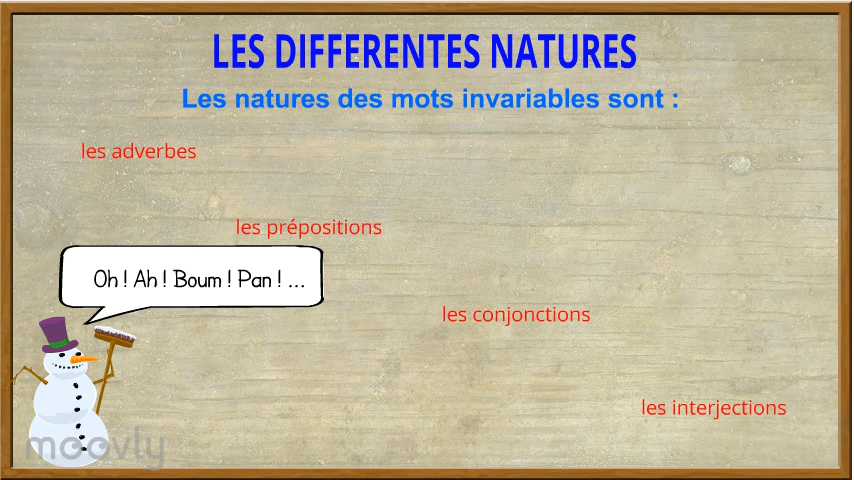 LES DIFFERENTES NATURES
Les natures des mots invariables sont :
les adverbes
les prépositions
Oh ! Ah ! Boum ! Pan ! ...
les conjonctions
les interjections
moovly